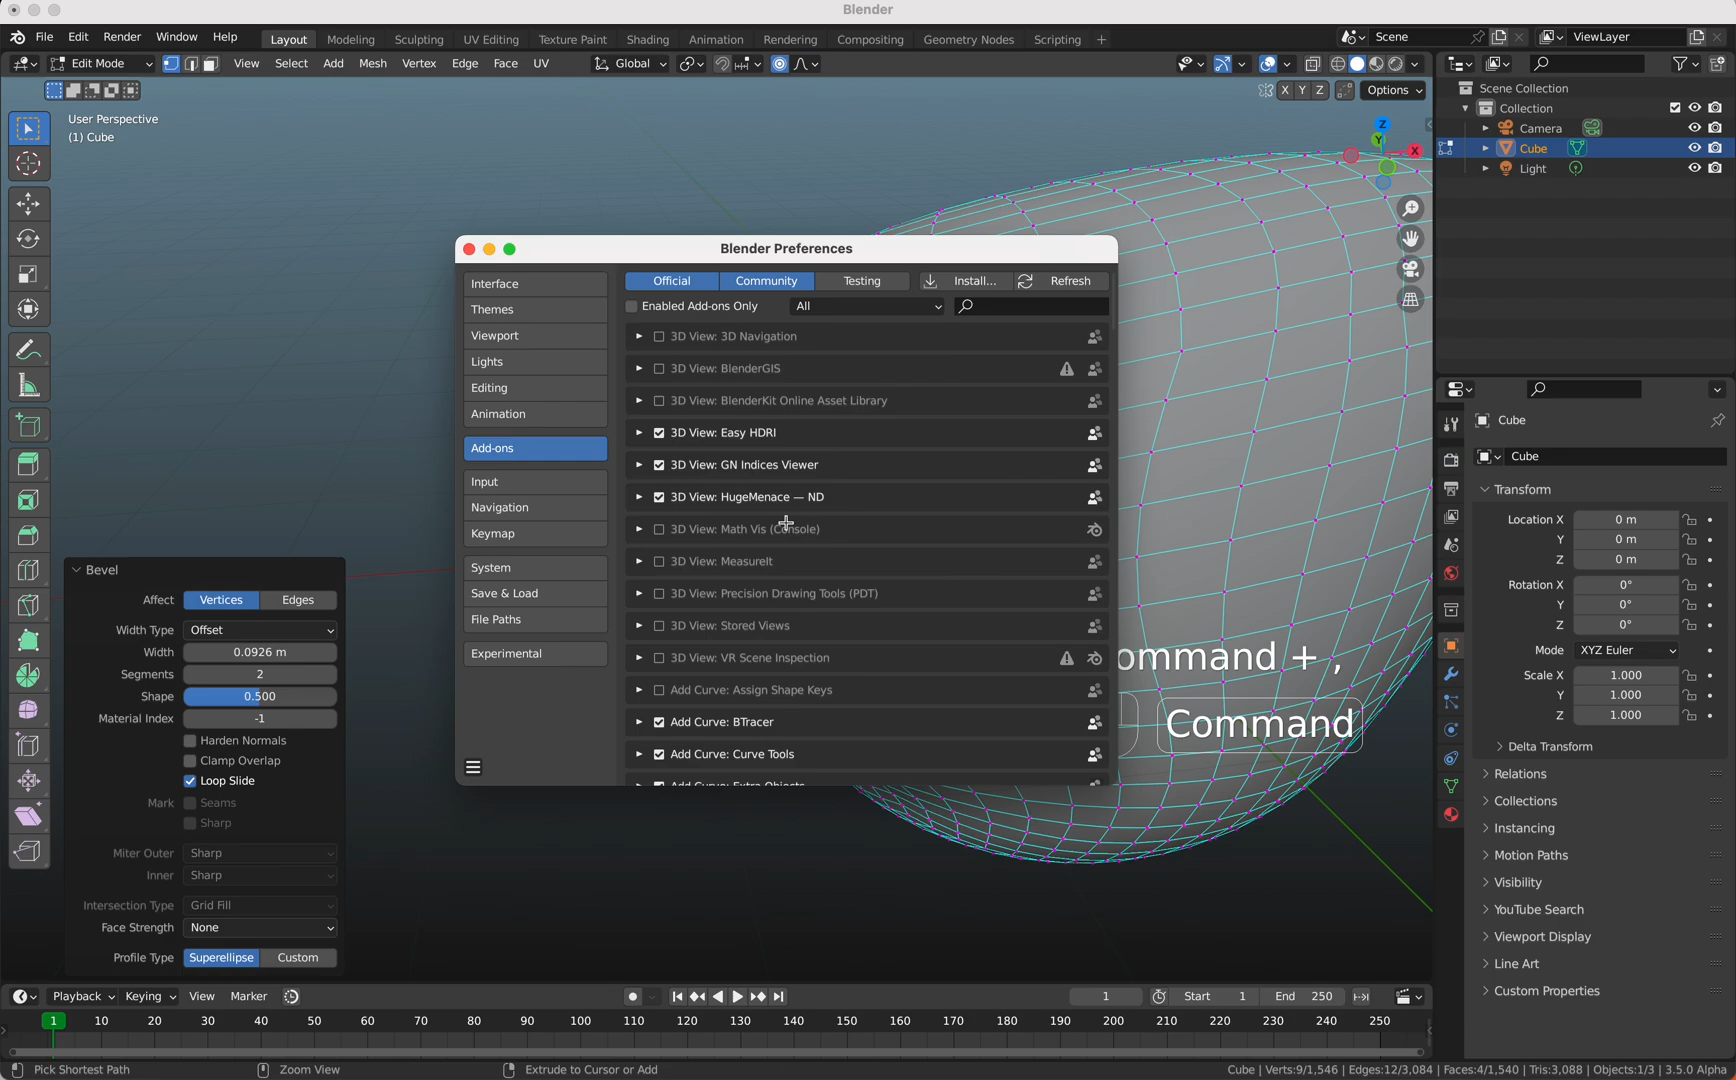 Blender
File Edit Render Window Help Layout Modeling Sculpting UV Editing Texture Paint Shading Animation Rendering Compositing Geometry Nodes Scripting + Scene ViewLayer
Edit Mode View Select Add Mesh Vertex Edge Face UV Global
X Y Z Options
User Perspective
(1) Cube
Z
Y
X
Scene Collection
Collection
Camera
Cube
Light
Blender Preferences
Interface
Themes
Viewport
Lights
Editing
Animation
Add-ons
Input
Navigation
Keymap
System
Save & Load
File Paths
Experimental
Official Community Testing Install... Refresh
Enabled Add-ons Only All
3D View: 3D Navigation
3D View: BlenderGIS
3D View: BlenderKit Online Asset Library
3D View: Easy HDRI
3D View: GN Indices Viewer
3D View: HugeMenace — ND
3D View: Math Vis (Console)
3D View: MeasureIt
3D View: Precision Drawing Tools (PDT)
3D View: Stored Views
3D View: VR Scene Inspection
Add Curve: Assign Shape Keys
Add Curve: BTracer
Add Curve: Curve Tools
Add Curve: Extra Objects
ommand + ,
Command
Bevel
Affect Vertices Edges
Width Type Offset
Width 0.0926 m
Segments 2
Shape 0.500
Material Index -1
Harden Normals
Clamp Overlap
Loop Slide
Mark Seams
Sharp
Miter Outer Sharp
Inner Sharp
Intersection Type Grid Fill
Face Strength None
Profile Type Superellipse Custom
Cube
Cube
Transform
Location X 0 m
Y 0 m
Z 0 m
Rotation X 0°
Y 0°
Z 0°
Mode XYZ Euler
Scale X 1.000
Y 1.000
Z 1.000
Delta Transform
Relations
Collections
Instancing
Motion Paths
Visibility
YouTube Search
Viewport Display
Line Art
Custom Properties
Playback Keying View Marker 1 Start 1 End 250
1 10 20 30 40 50 60 70 80 90 100 110 120 130 140 150 160 170 180 190 200 210 220 230 240 250
Pick Shortest Path Zoom View Extrude to Cursor or Add Cube | Verts:9/1,546 | Edges:12/3,084 | Faces:4/1,540 | Tris:3,088 | Objects:1/3 | 3.5.0 Alpha